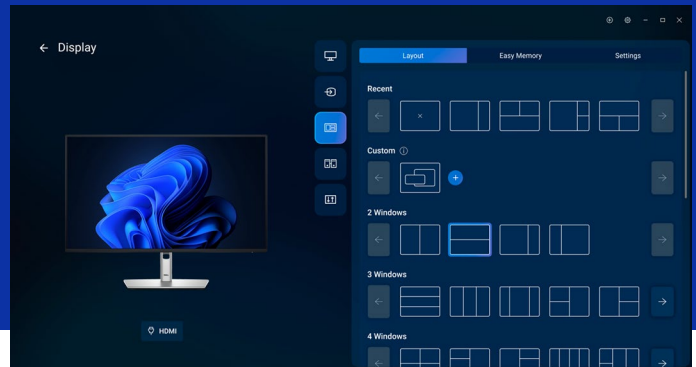 Display
Layout
Easy Memory
Settings
Recent
Custom
2 Windows
3 Windows
4 Windows
HDMI